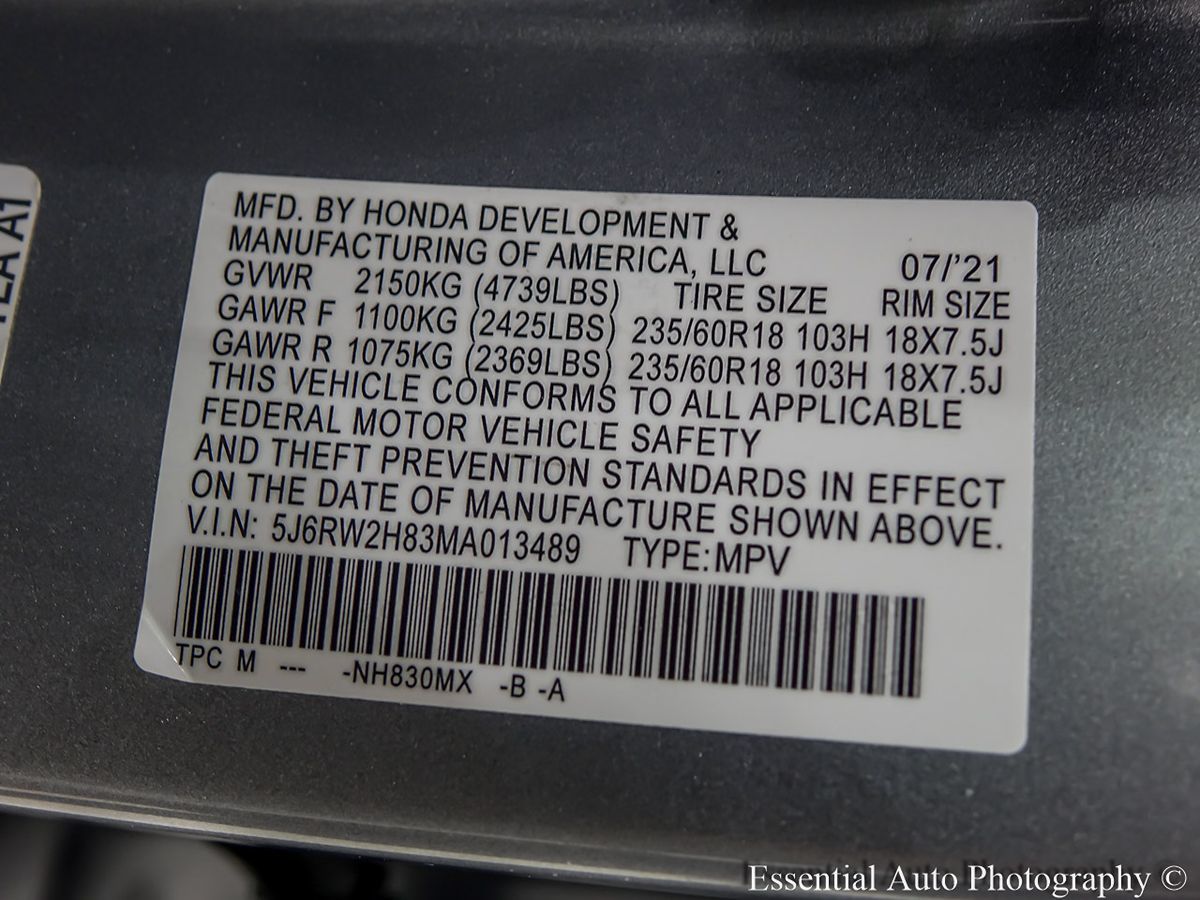 MFD. BY HONDA DEVELOPMENT &
MANUFACTURING OF AMERICA, LLC 07/'21
GVWR 2150KG (4739LBS) TIRE SIZE RIM SIZE
GAWR F 1100KG (2425LBS) 235/60R18 103H 18X7.5J
GAWR R 1075KG (2369LBS) 235/60R18 103H 18X7.5J
THIS VEHICLE CONFORMS TO ALL APPLICABLE
FEDERAL MOTOR VEHICLE SAFETY
AND THEFT PREVENTION STANDARDS IN EFFECT
ON THE DATE OF MANUFACTURE SHOWN ABOVE.
V.I.N: 5J6RW2H83MA013489 TYPE:MPV
TPC M --- -NH830MX -B -A
A1
Essential Auto Photography ©